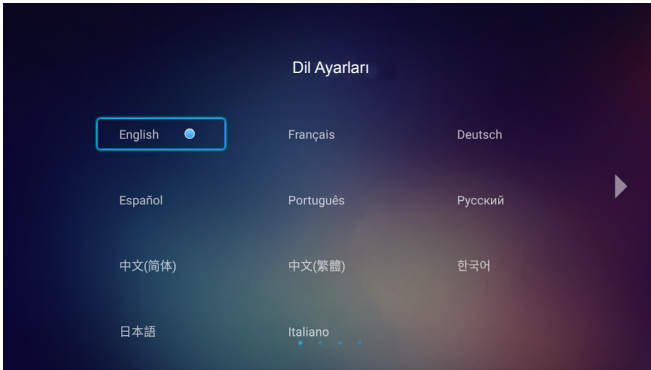 Dil Ayarları
English Français Deutsch
Español Português Русский
中文(简体) 中文(繁體) 한국어
日本語 Italiano